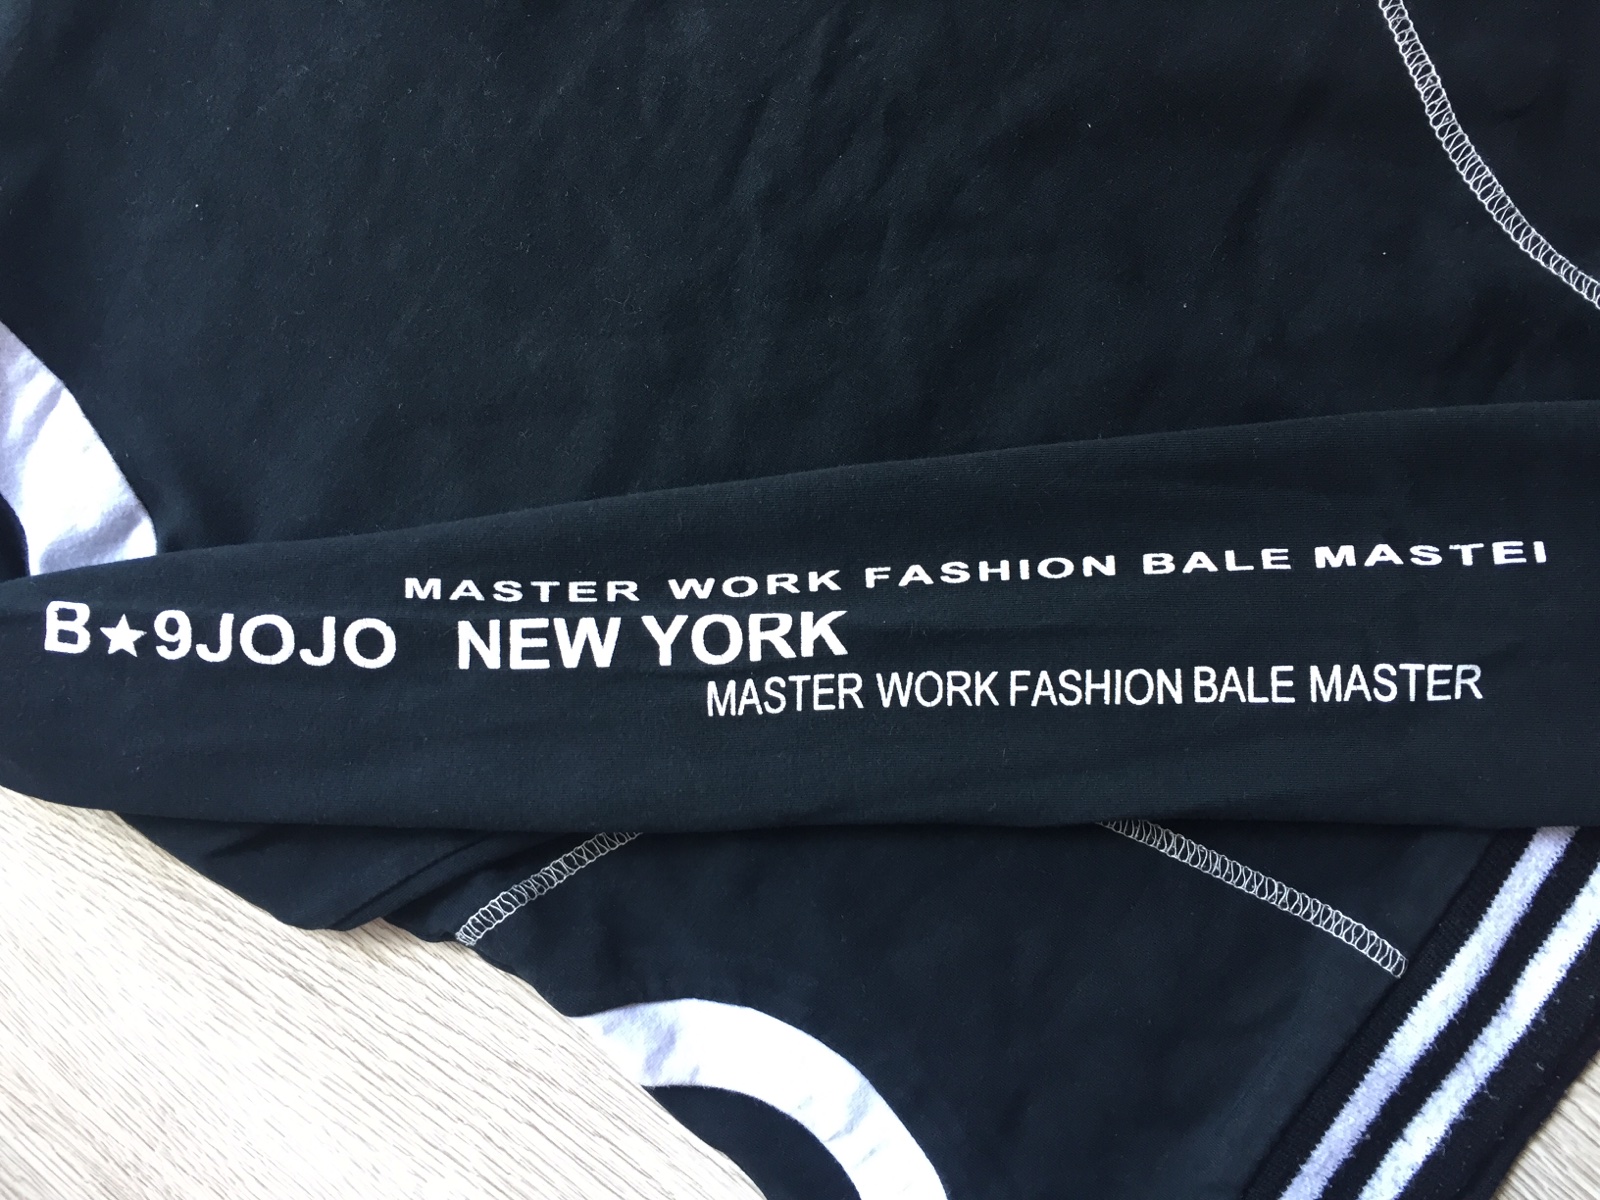 MASTER WORK FASHION BALE MASTEI
B★9JOJO NEW YORK
MASTER WORK FASHION BALE MASTER